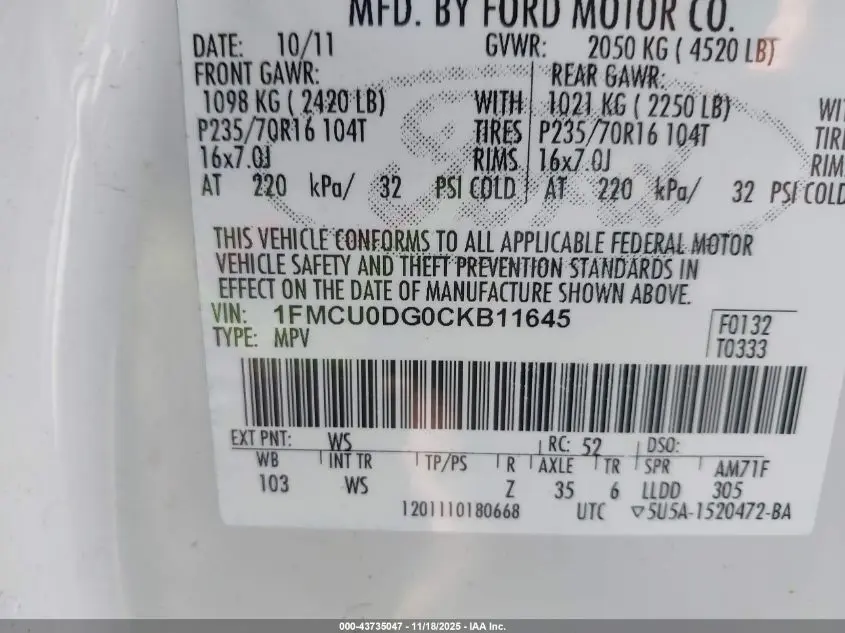 MFD. BY FORD MOTOR CO.
DATE: 10/11 GVWR: 2050 KG ( 4520 LB)
FRONT GAWR: REAR GAWR:
1098 KG ( 2420 LB) WITH 1021 KG ( 2250 LB) WIT
P235/70R16 104T TIRES P235/70R16 104T TIRE
16x7.0J RIMS 16x7.0J RIM
AT 220 kPa/ 32 PSI COLD AT 220 kPa/ 32 PSI COLD
THIS VEHICLE CONFORMS TO ALL APPLICABLE FEDERAL MOTOR
VEHICLE SAFETY AND THEFT PREVENTION STANDARDS IN
EFFECT ON THE DATE OF MANUFACTURE SHOWN ABOVE.
VIN: 1FMCU0DG0CKB11645
TYPE: MPV
F0132
T0333
EXT PNT: WS RC: 52 DSO:
WB INT TR TP/PS R AXLE TR SPR AM71F
103 WS Z 35 6 LLDD 305
1201110180668 UTC ▽5U5A-1520472-BA
000-43735047 - 11/18/2025 - IAA Inc.